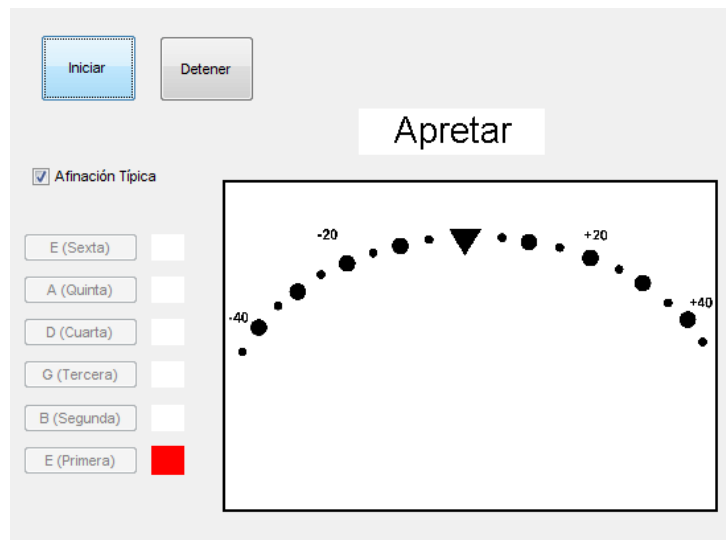 Iniciar
Detener
Apretar
Afinación Típica
E (Sexta)
A (Quinta)
D (Cuarta)
G (Tercera)
B (Segunda)
E (Primera)
-40
-20
+20
+40